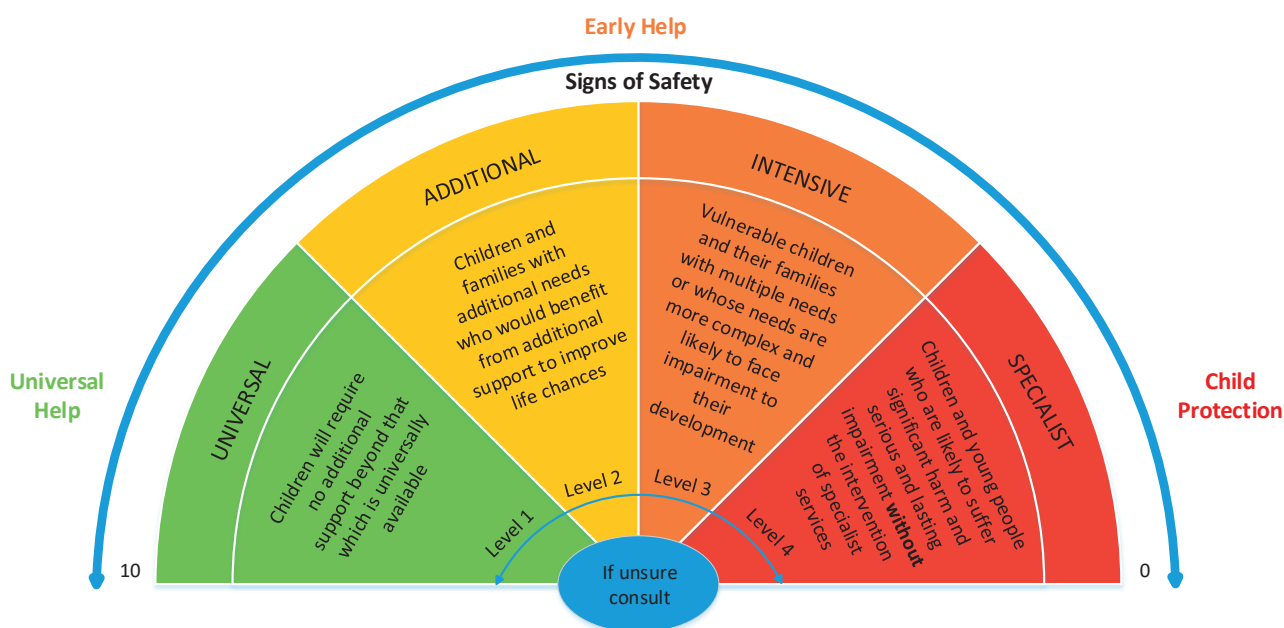 Early Help
Signs of Safety
Universal
Help
Child
Protection
UNIVERSAL
Children will require
no additional
support beyond that
which is universally
available
Level 1
ADDITIONAL
Children and
families with
additional needs
who would benefit
from additional
support to improve
life chances
Level 2
INTENSIVE
Vulnerable children
and their families
with multiple needs
or whose needs are
more complex and
likely to face
impairment to
their
development
Level 3
SPECIALIST
Children and young people
who are likely to suffer
significant harm and
serious and lasting
impairment without
the intervention
of specialist
services
Level 4
10
If unsure
consult
0